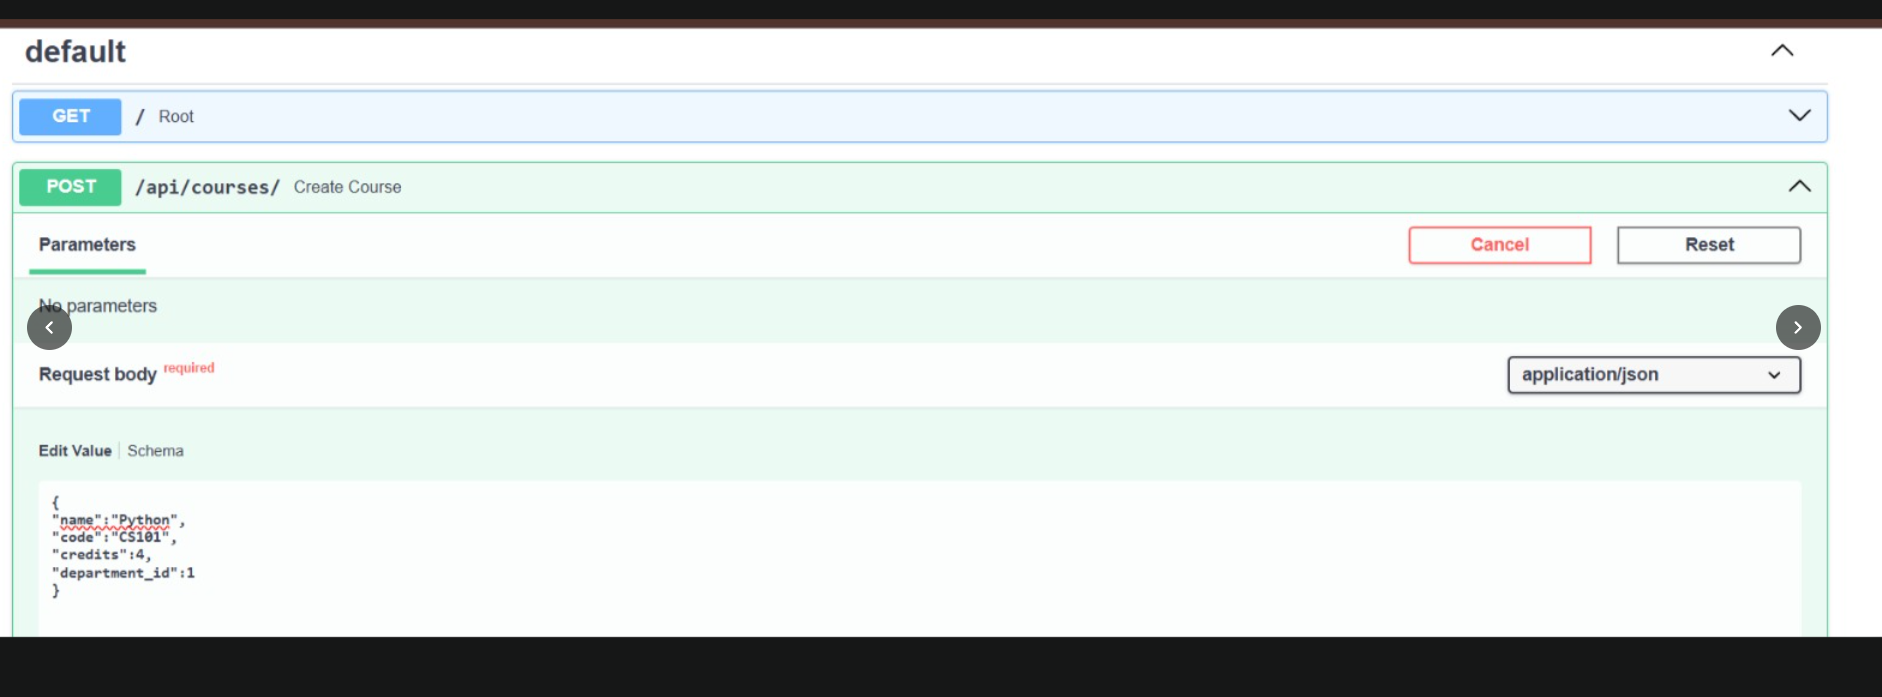 default
GET / Root
POST /api/courses/ Create Course
Parameters
Cancel
Reset
No parameters
Request body required
application/json
Edit Value Schema
{
"name":"Python",
"code":"CS101",
"credits":4,
"department_id":1
}